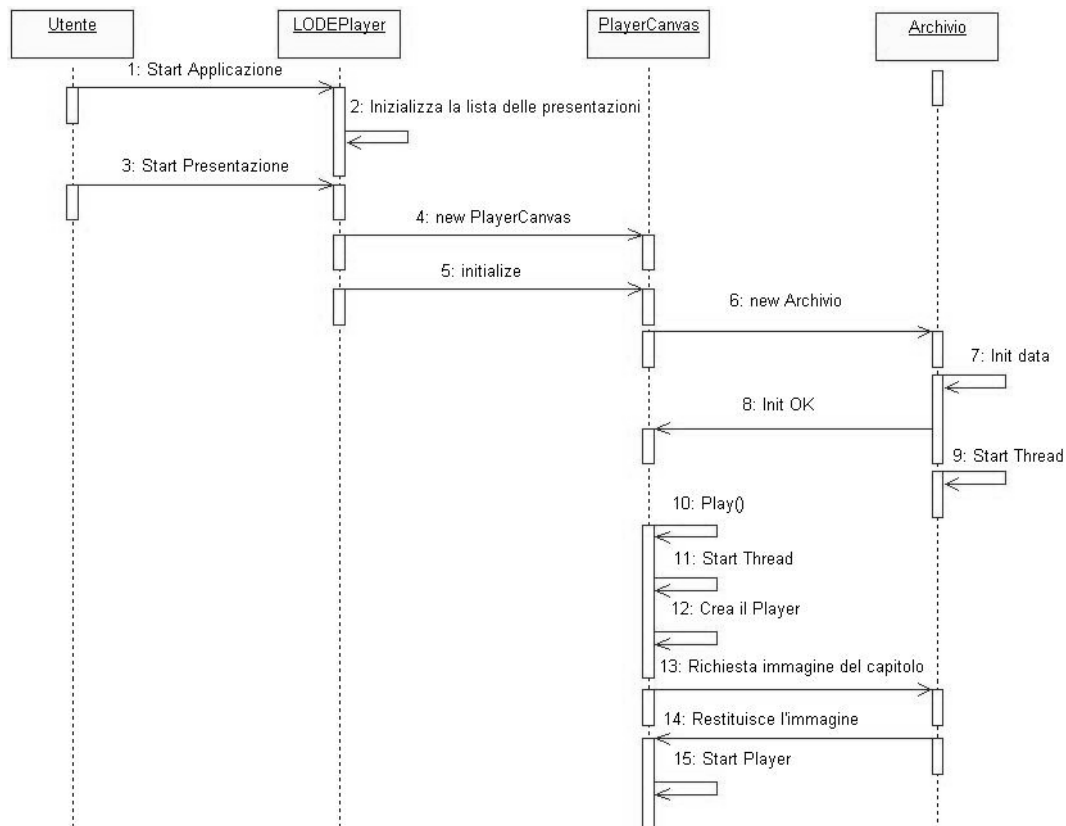 Utente
LODEPlayer
PlayerCanvas
Archivio
1: Start Applicazione
2: Inizializza la lista delle presentazioni
3: Start Presentazione
4: new PlayerCanvas
5: initialize
6: new Archivio
7: Init data
8: Init OK
9: Start Thread
10: Play()
11: Start Thread
12: Crea il Player
13: Richiesta immagine del capitolo
14: Restituisce l'immagine
15: Start Player